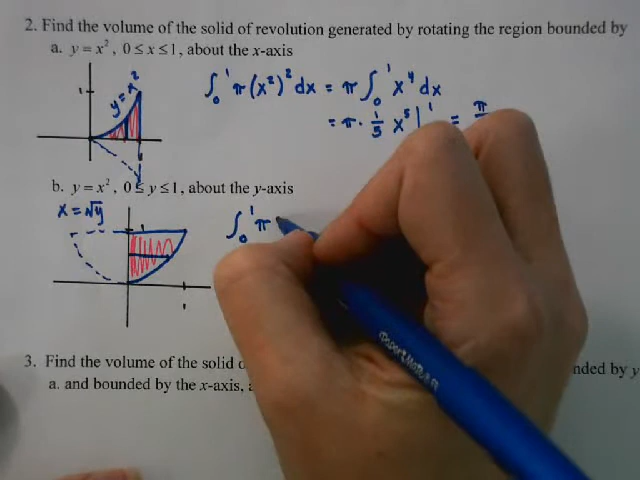 2. Find the volume of the solid of revolution generated by rotating the region bounded by
a. y = x², 0 ≤ x ≤ 1, about the x-axis
y = x²
∫₀¹ π(x²)² dx = π ∫₀¹ x⁴ dx
= π · 1/5 x⁵ |¹ = π
b. y = x², 0 ≤ y ≤ 1, about the y-axis
x = √y
∫₀¹ π
3. Find the volume of the solid nded by y
a. and bounded by the x-axis,